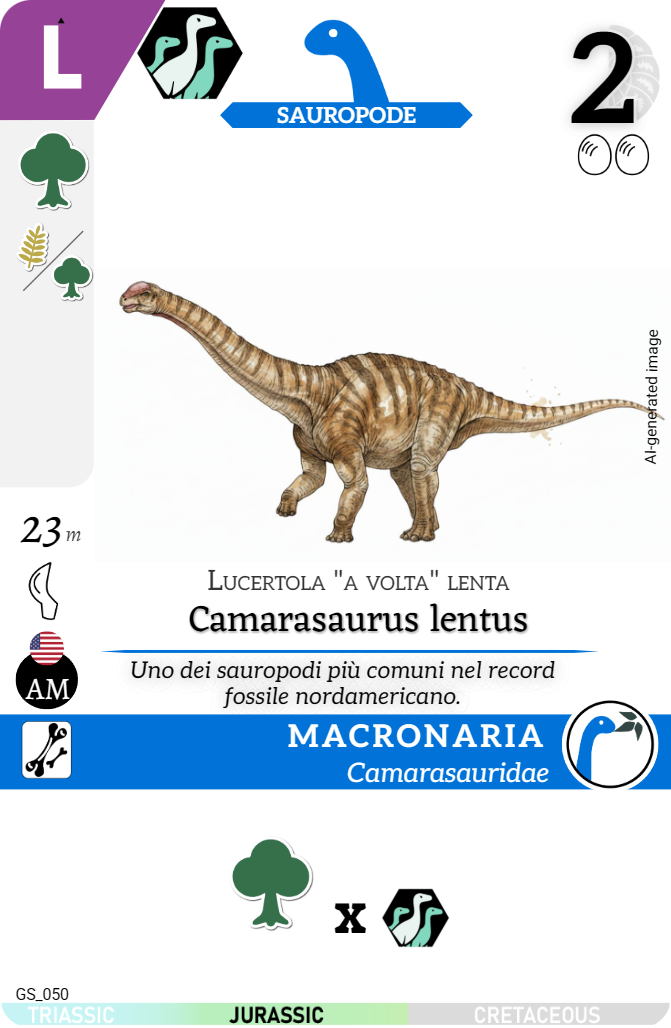 L
SAUROPODE
2
AI-generated image
23 m
Lucertola "a volta" lenta
Camarasaurus lentus
Uno dei sauropodi più comuni nel record
fossile nordamericano.
AM
MACRONARIA
Camarasauridae
x
GS_050
TRIASSIC JURASSIC CRETACEOUS